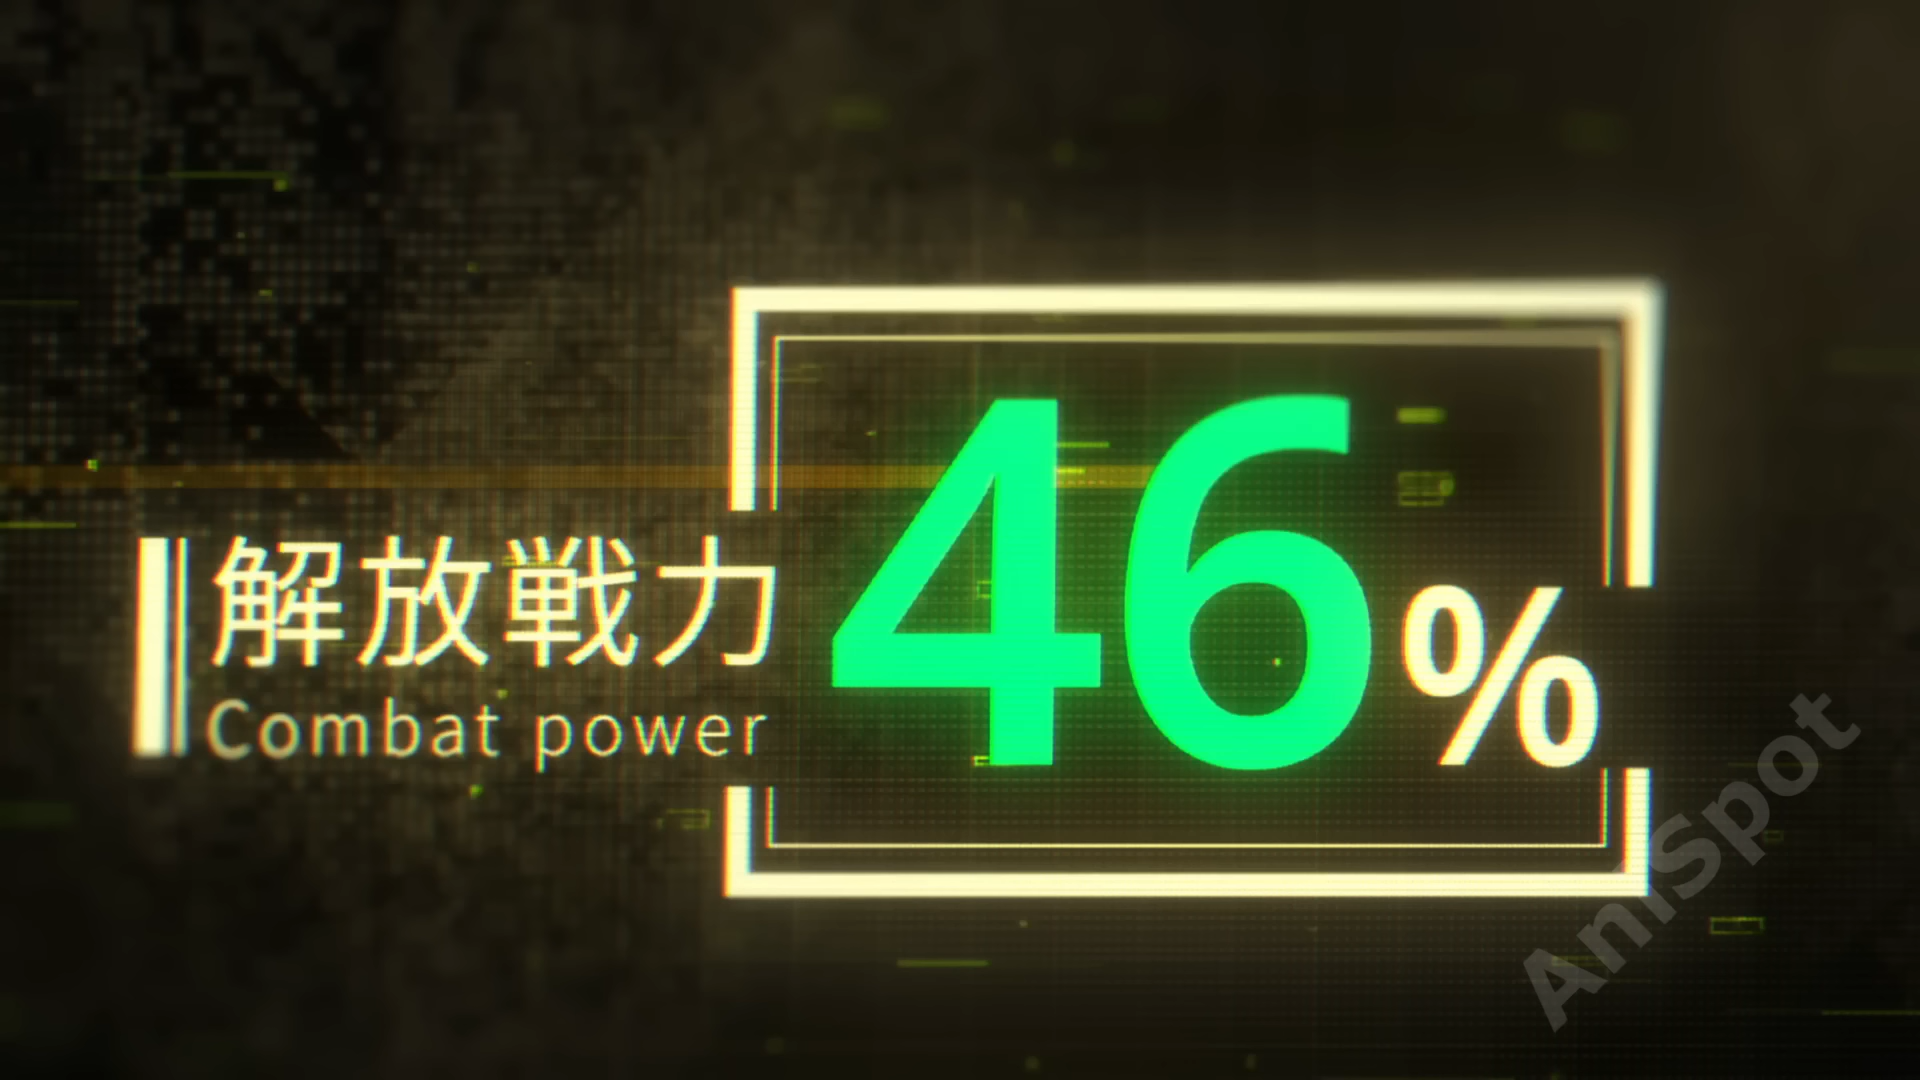 解放戦力
Combat power
46%
AniSpot